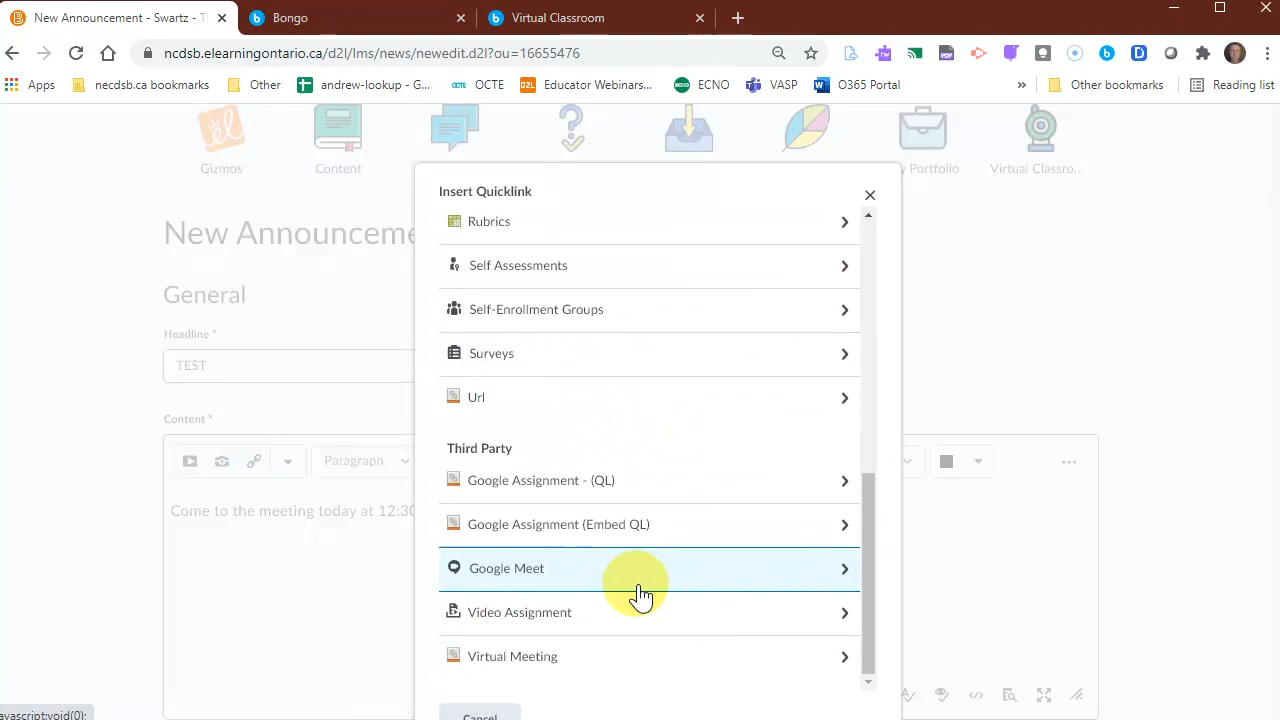 New Announcement - Swartz - T
Bongo
Virtual Classroom
ncdsb.elearningontario.ca/d2l/lms/news/newedit.d2l?ou=16655476
Apps
necdsb.ca bookmarks
Other
andrew-lookup - G...
OCTE
Educator Webinars...
ECNO
VASP
O365 Portal
»
Other bookmarks
Reading list
Gizmos
Content
Portfolio
Virtual Classro...
New Announceme
General
Headline *
TEST
Content *
Paragraph
Come to the meeting today at 12:30
Insert Quicklink
Rubrics
Self Assessments
Self-Enrollment Groups
Surveys
Url
Third Party
Google Assignment - (QL)
Google Assignment (Embed QL)
Google Meet
Video Assignment
Virtual Meeting
Cancel
avascript:void(0);